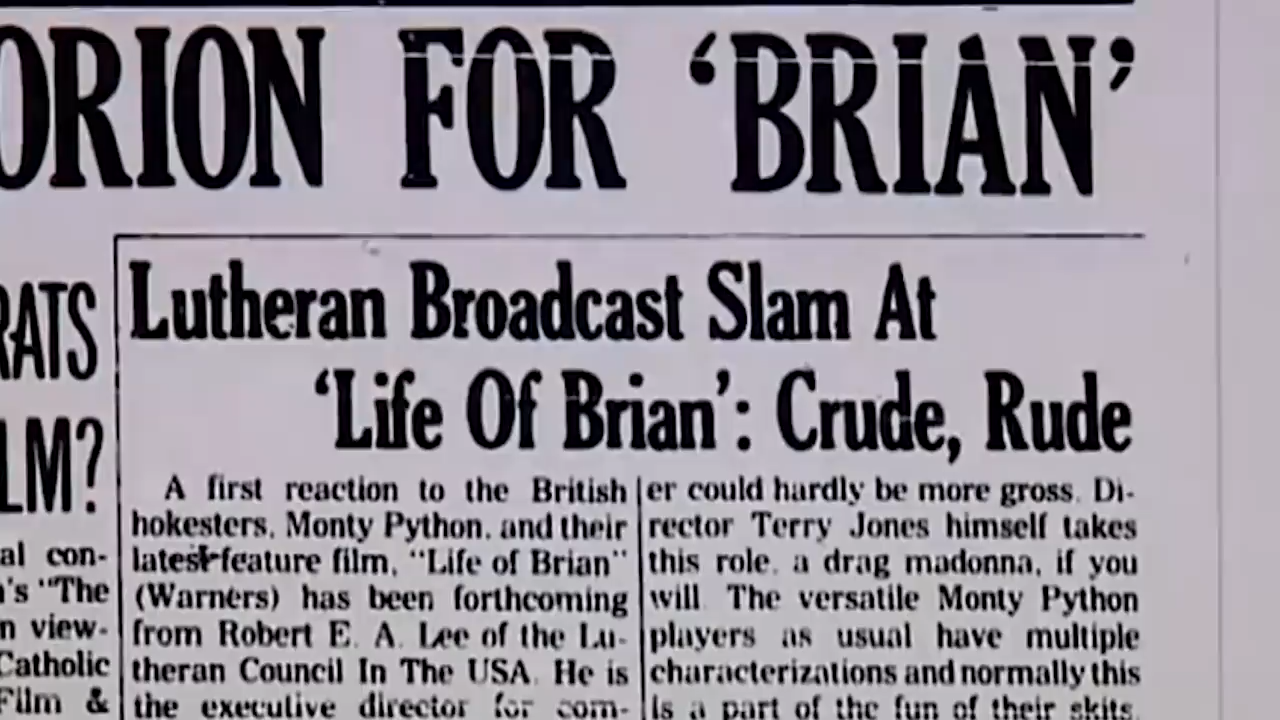 ORION FOR ‘BRIAN’
RATS
LM?
al con-
's "The
n view-
Catholic
Film &
Lutheran Broadcast Slam At
‘Life Of Brian’: Crude, Rude
A first reaction to the British
hokesters, Monty Python, and their
latest feature film, "Life of Brian"
(Warners) has been forthcoming
from Robert E. A. Lee of the Lu-
theran Council In The USA. He is
the executive director for com-
er could hardly be more gross. Di-
rector Terry Jones himself takes
this role, a drag madonna, if you
will. The versatile Monty Python
players as usual have multiple
characterizations and normally this
is a part of the fun of their skits.